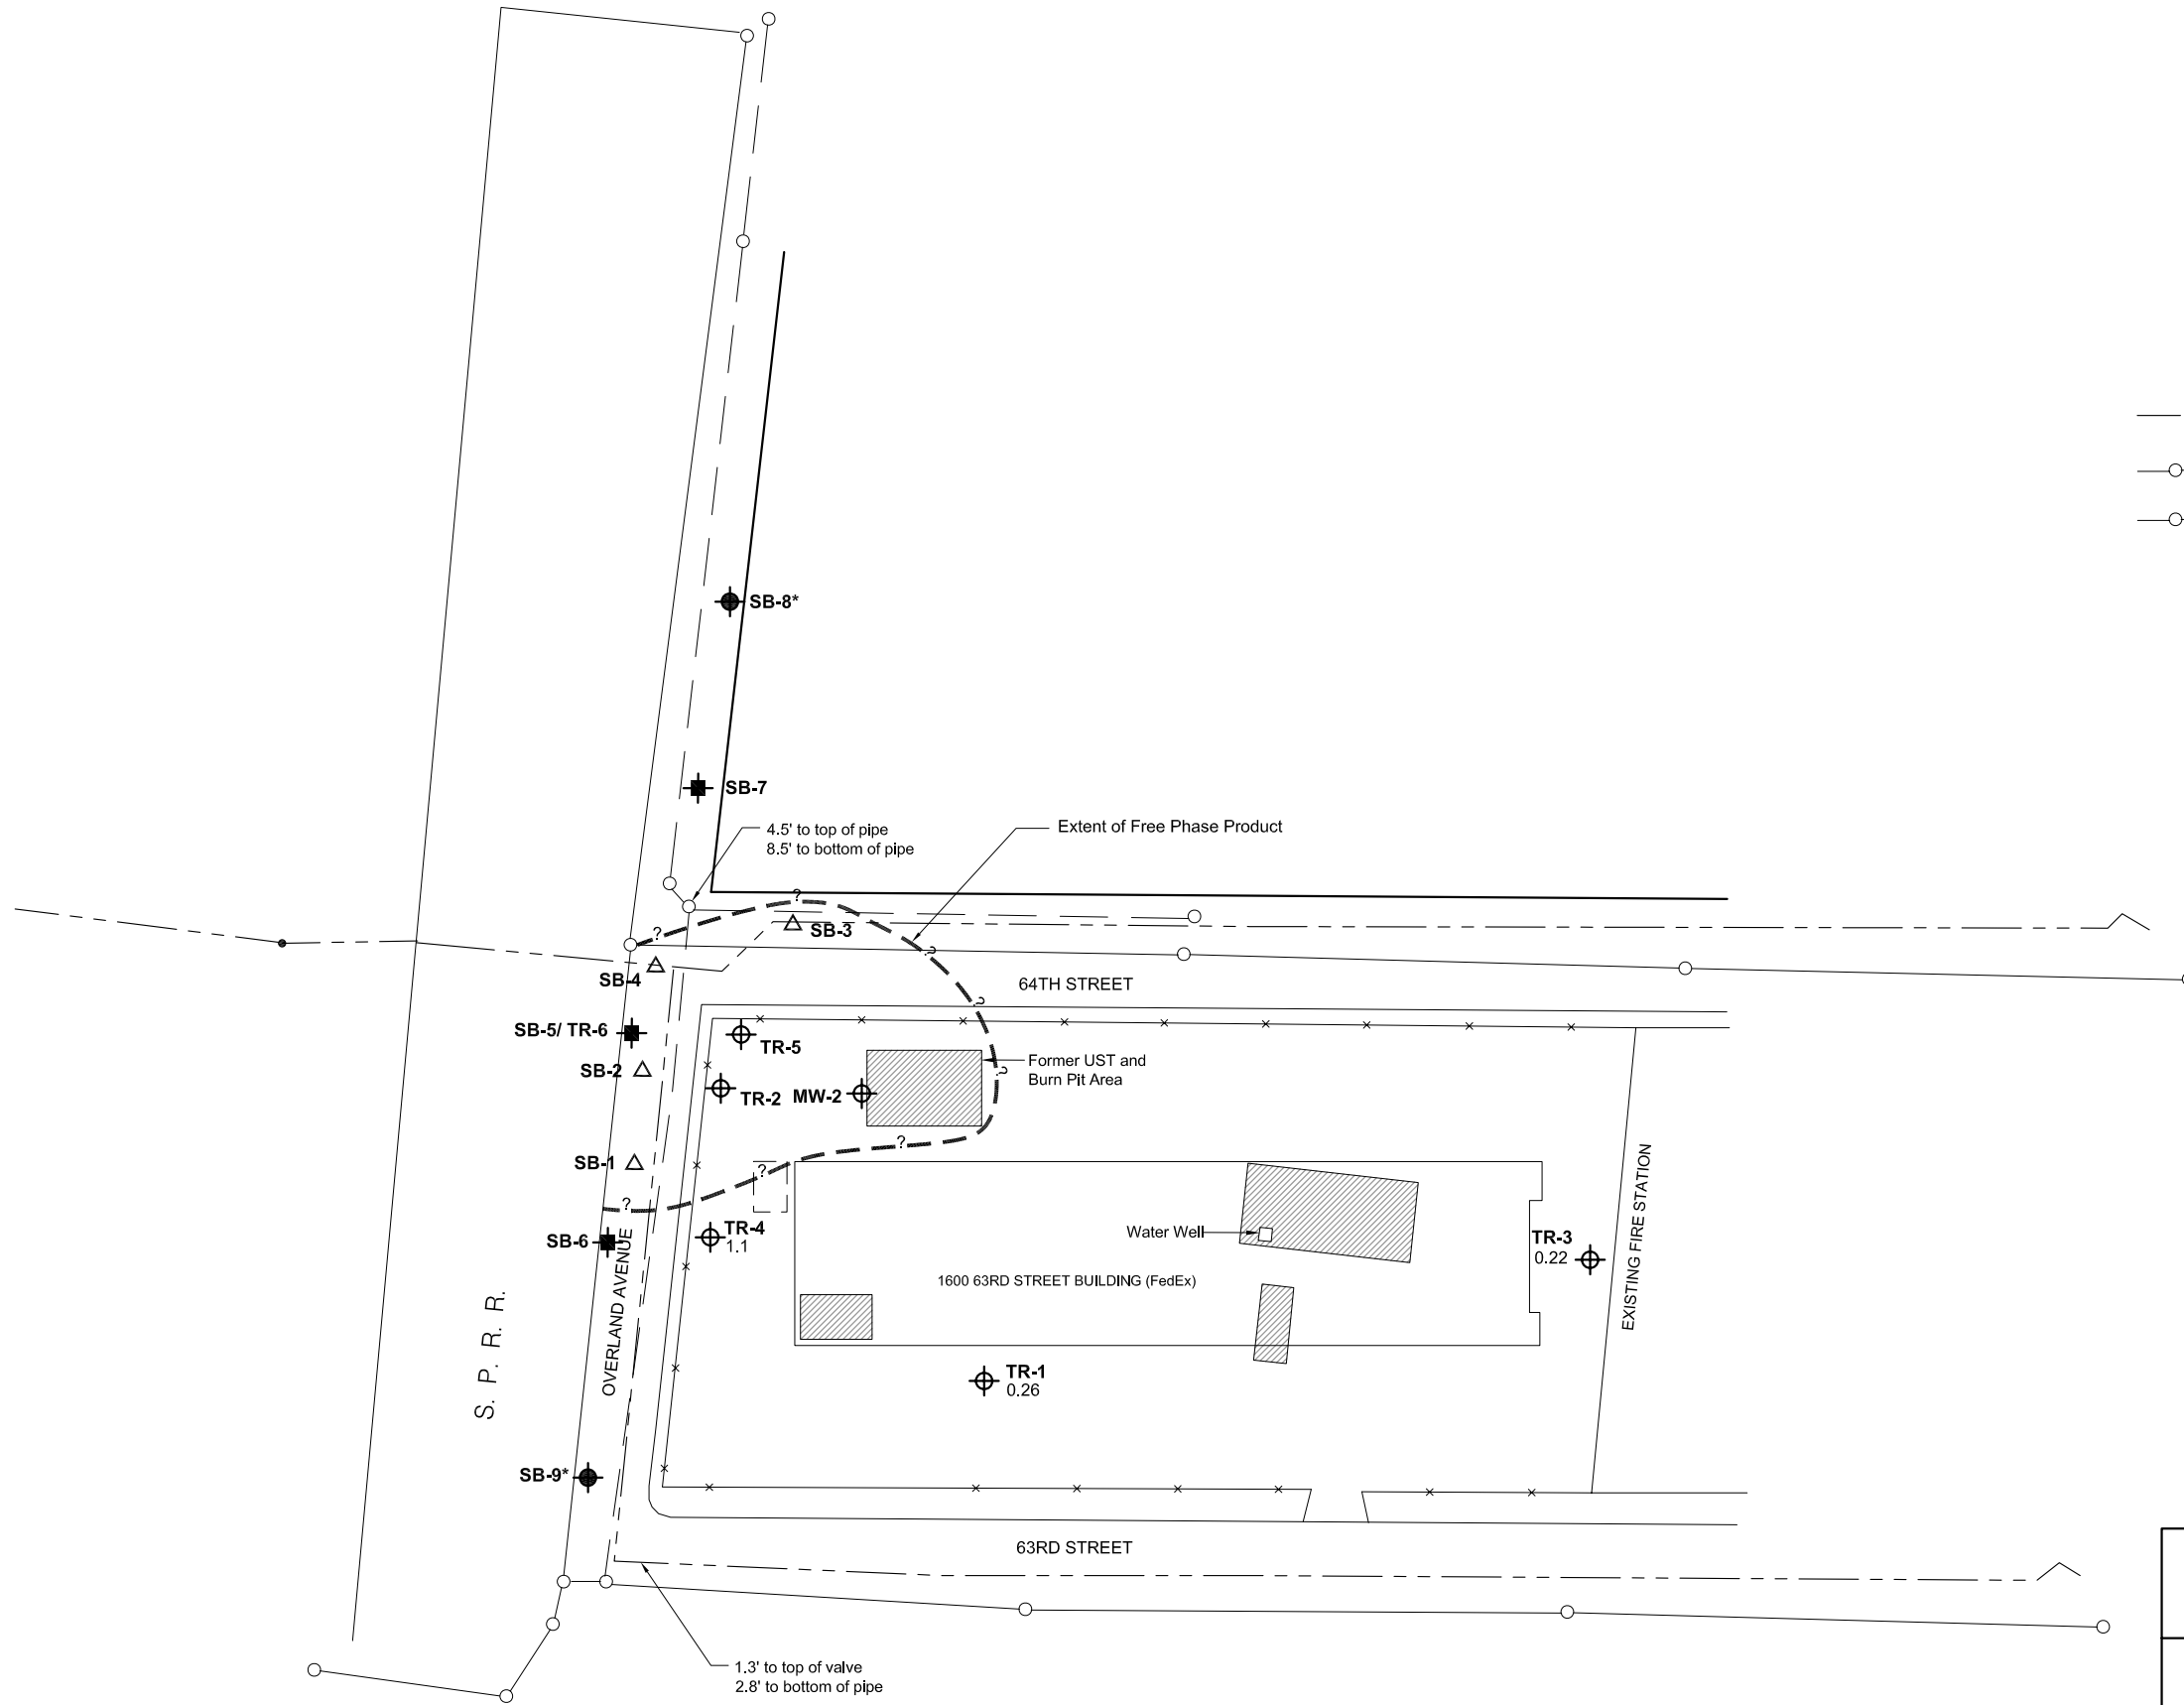 SB-8*
SB-7
4.5' to top of pipe
8.5' to bottom of pipe
Extent of Free Phase Product
?
SB-3
?
?
SB-4
64TH STREET
?
SB-5/ TR-6
TR-5
SB-2
Former UST and
Burn Pit Area
?
TR-2
MW-2
?
SB-1
?
?
TR-4
1.1
SB-6
Water Well
TR-3
0.22
OVERLAND AVENUE
EXISTING FIRE STATION
1600 63RD STREET BUILDING (FedEx)
S. P. R. R.
TR-1
0.26
SB-9*
63RD STREET
1.3' to top of valve
2.8' to bottom of pipe